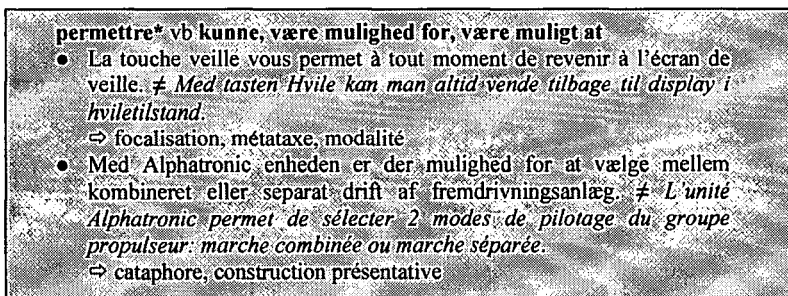 permettre* vb kunne, være mulighed for, være muligt at
● La touche veille vous permet à tout moment de revenir à l'écran de
veille. ≠ Med tasten Hvile kan man altid vende tilbage til display i
hviletilstand.
⇨ focalisation, métataxe, modalité
● Med Alphatronic enheden er der mulighed for at vælge mellem
kombineret eller separat drift af fremdrivningsanlæg. ≠ L'unité
Alphatronic permet de sélecter 2 modes de pilotage du groupe
propulseur: marche combinée ou marche séparée.
⇨ cataphore, construction présentative